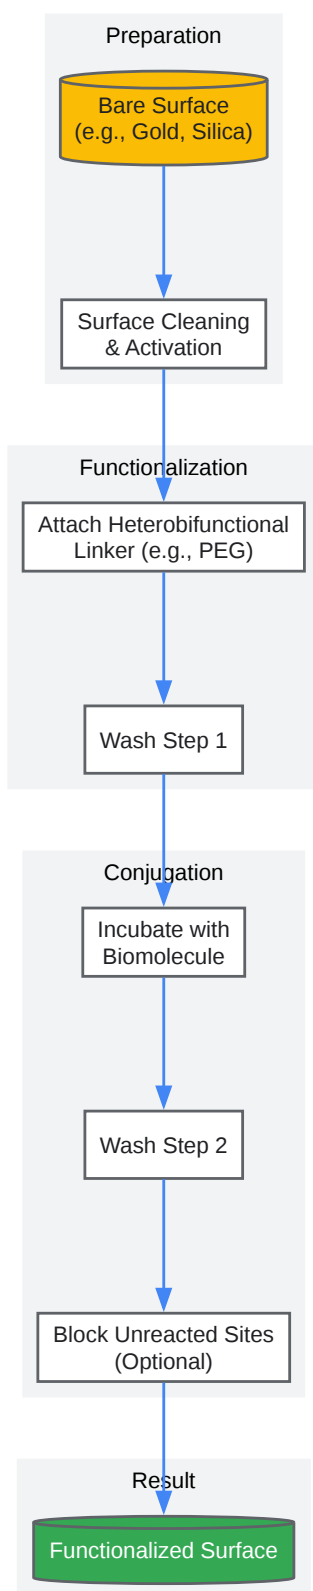 Preparation
Bare Surface
(e.g., Gold, Silica)
Surface Cleaning
& Activation
Functionalization
Attach Heterobifunctional
Linker (e.g., PEG)
Wash Step 1
Conjugation
Incubate with
Biomolecule
Wash Step 2
Block Unreacted Sites
(Optional)
Result
Functionalized Surface